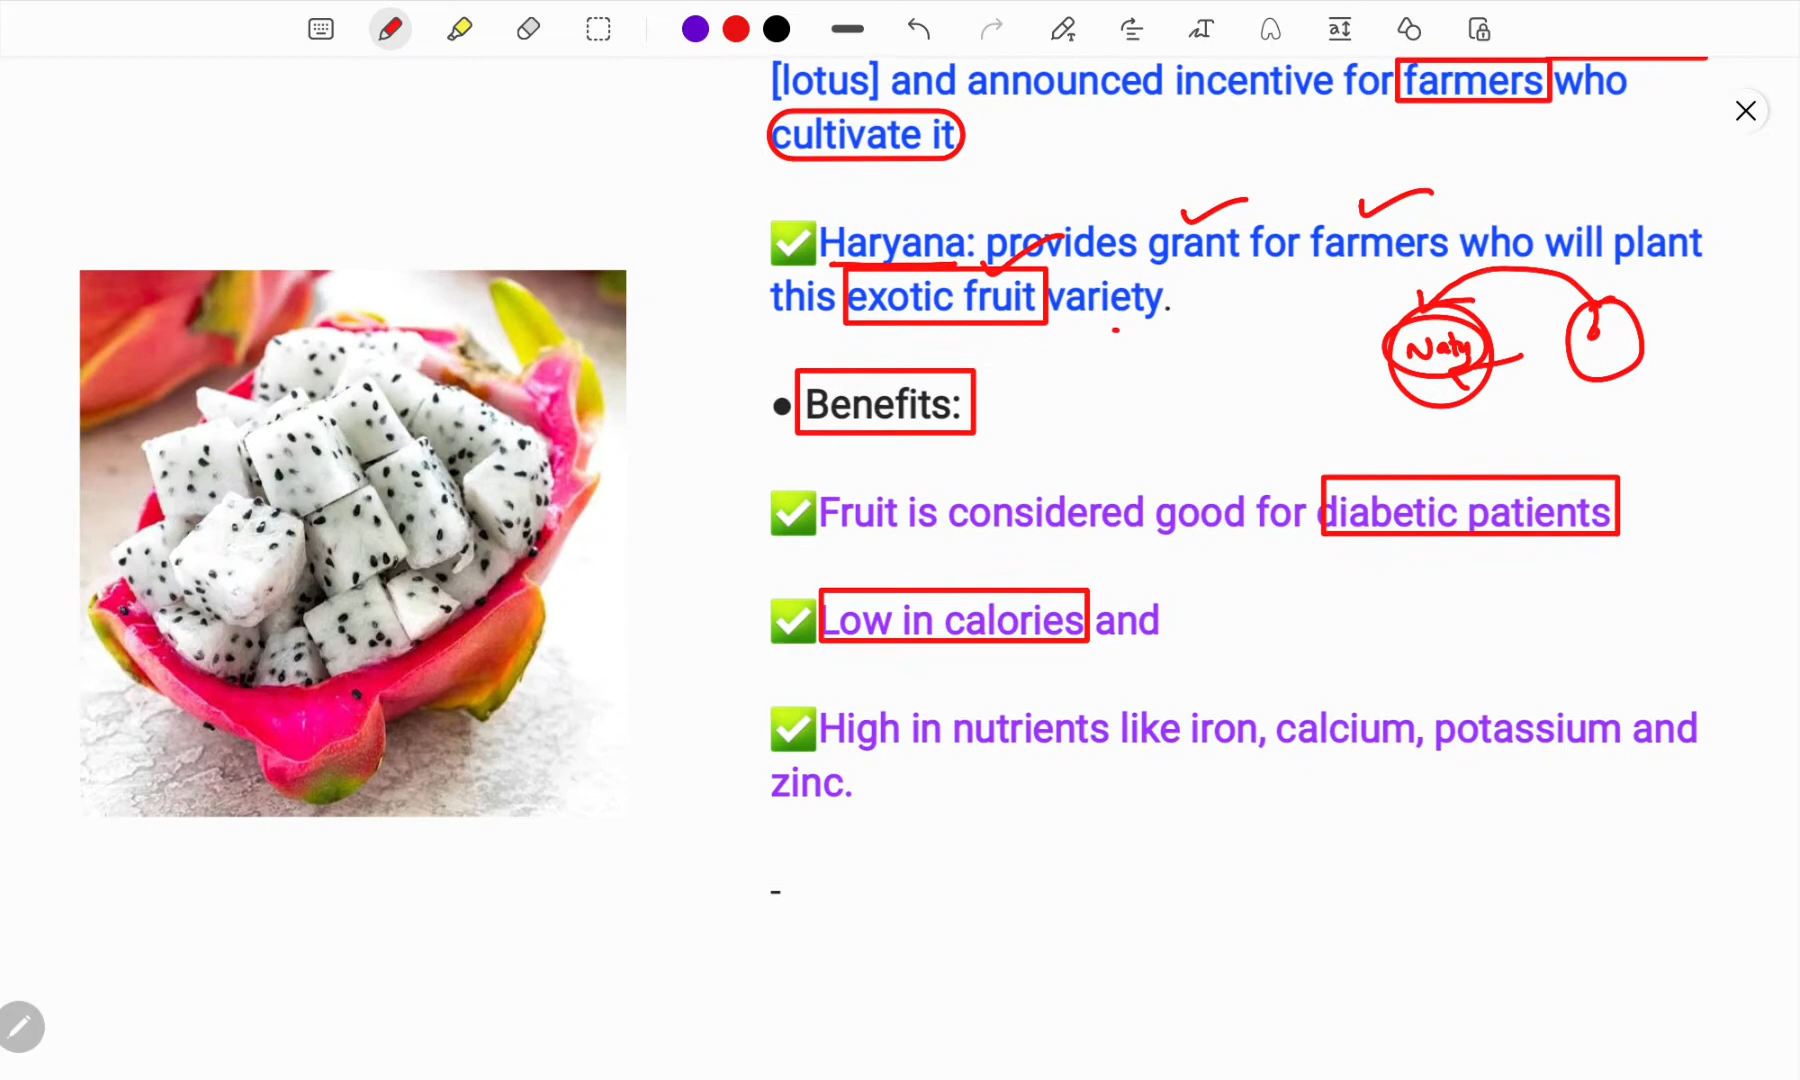 [lotus] and announced incentive for farmers who
cultivate it.
✅Haryana: provides grant for farmers who will plant
this exotic fruit variety.
● Benefits:
✅Fruit is considered good for diabetic patients
✅Low in calories and
✅High in nutrients like iron, calcium, potassium and
zinc.
-